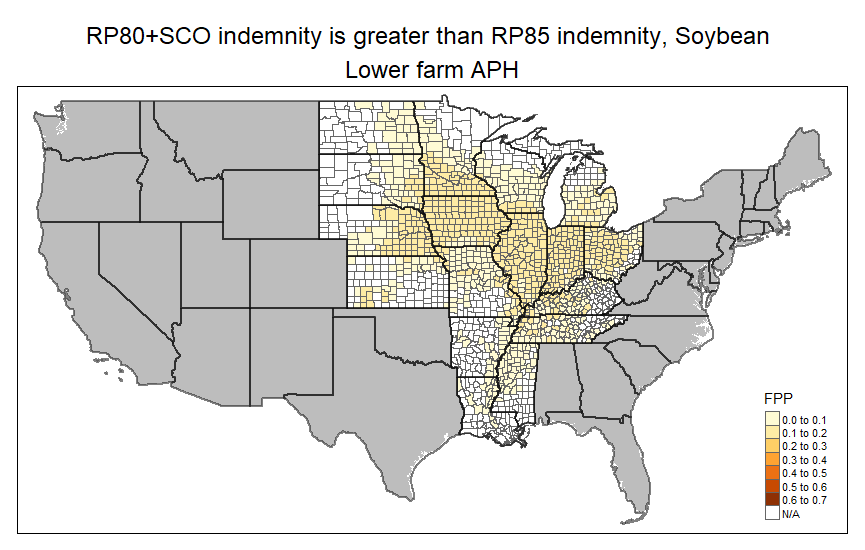 RP80+SCO indemnity is greater than RP85 indemnity, Soybean
Lower farm APH
FPP
0.0 to 0.1
0.1 to 0.2
0.2 to 0.3
0.3 to 0.4
0.4 to 0.5
0.5 to 0.6
0.6 to 0.7
N/A